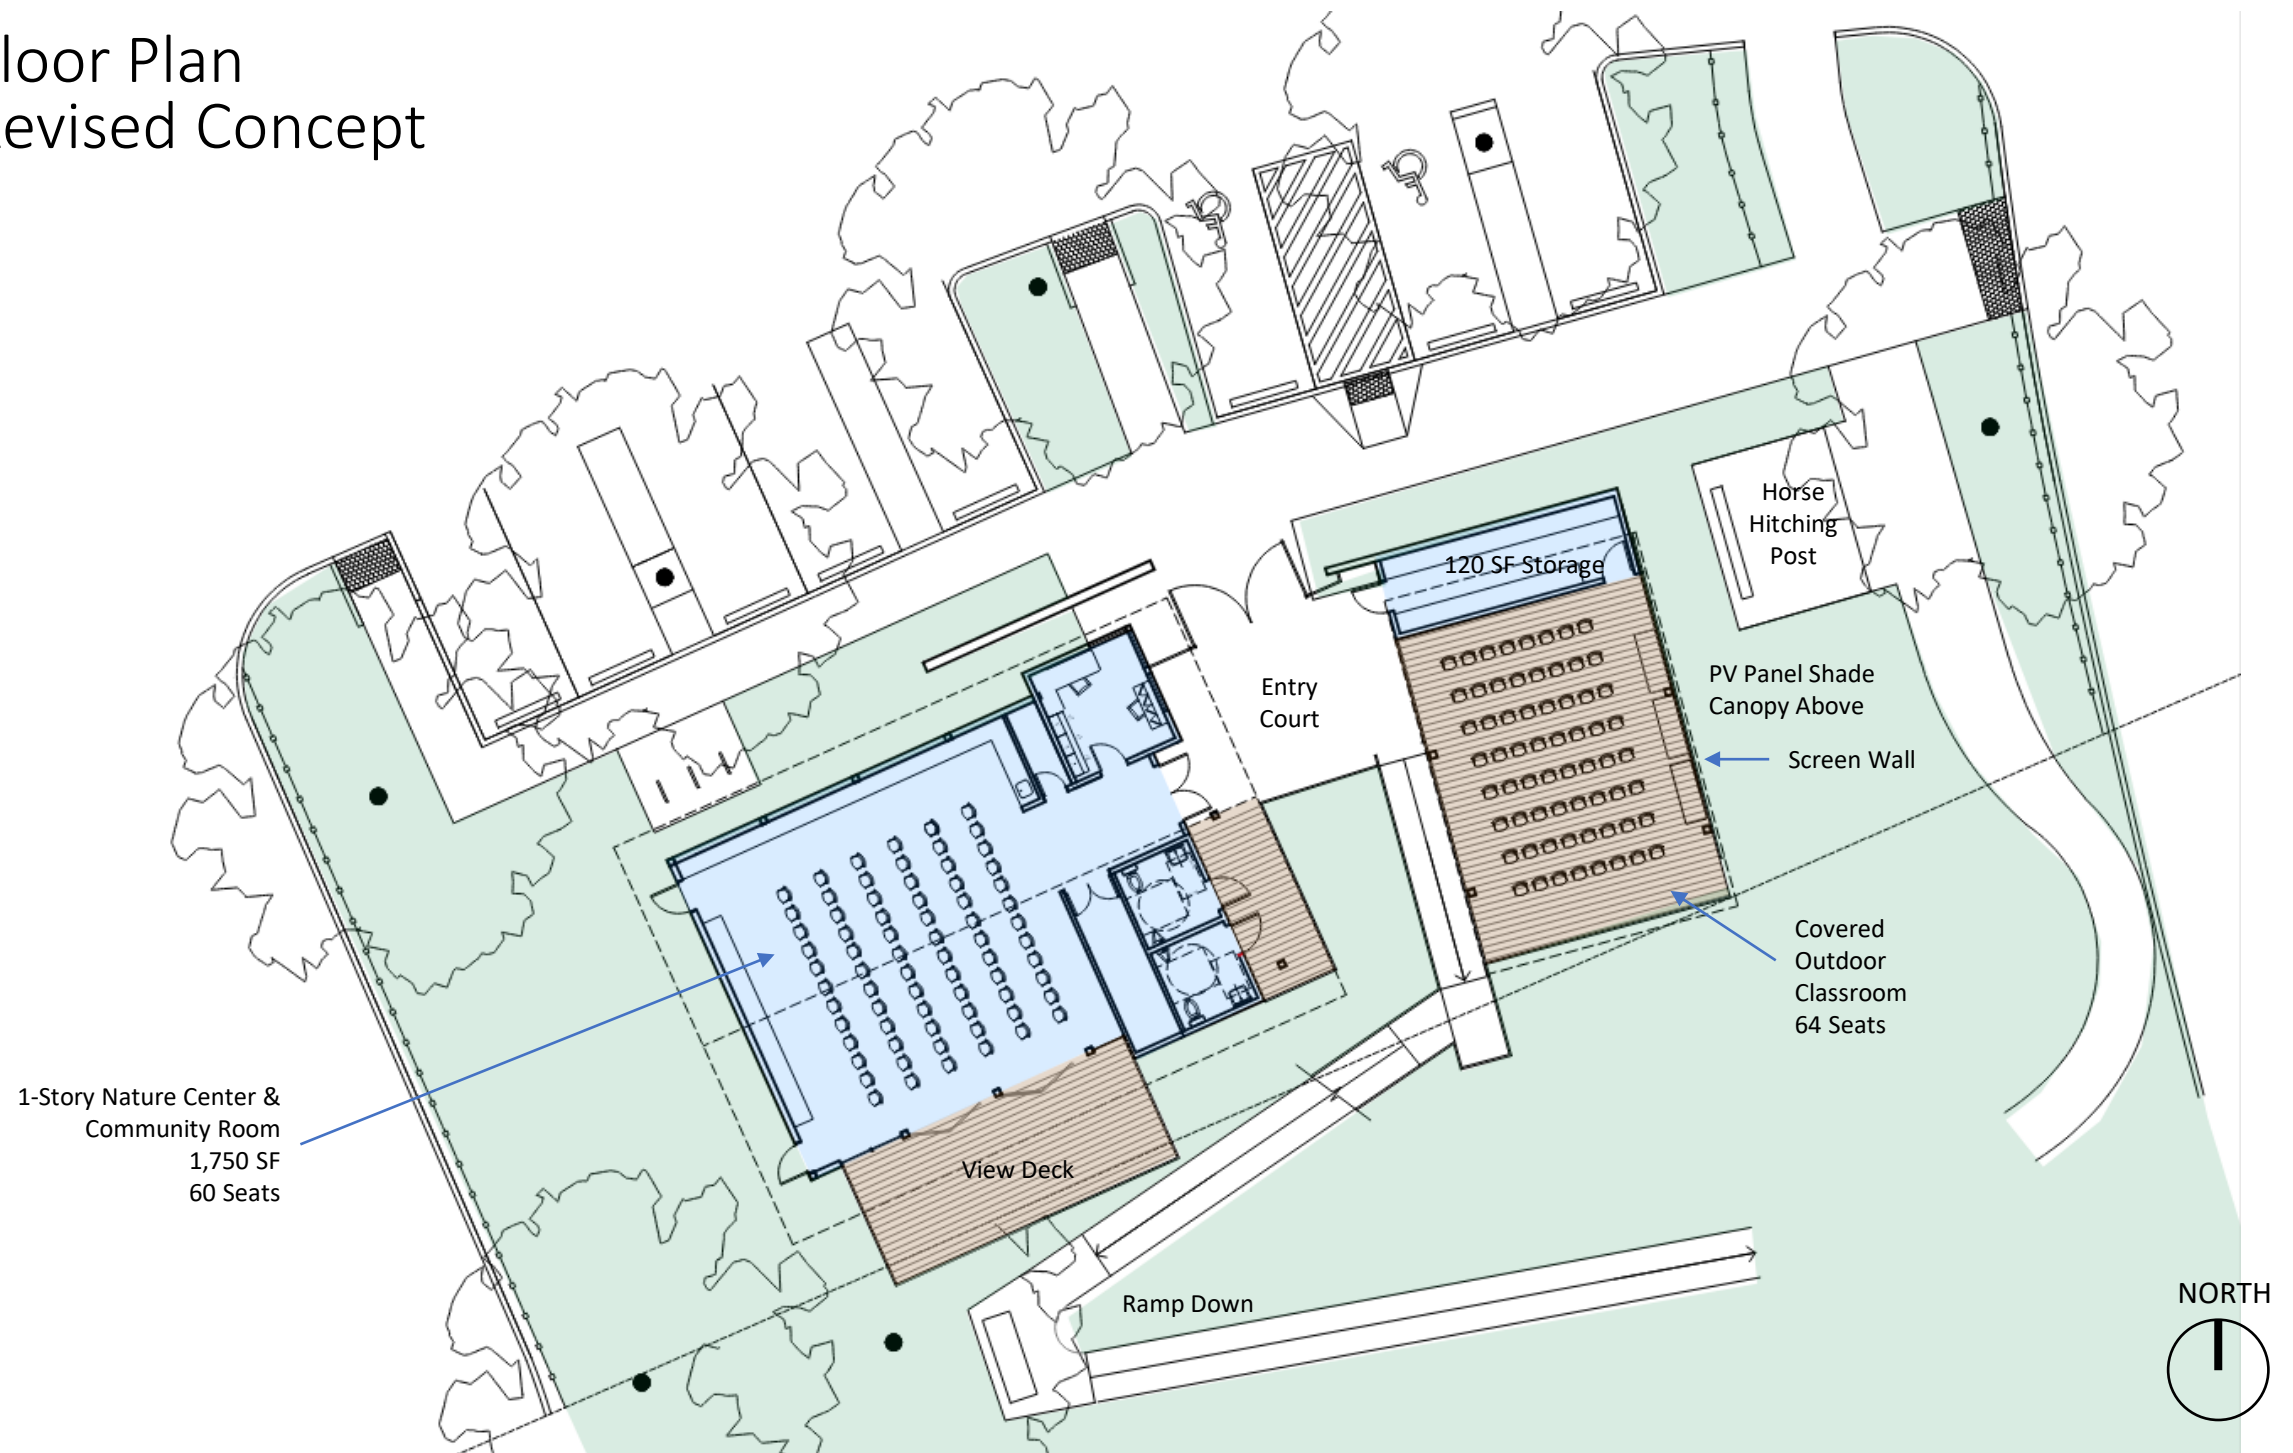 loor Plan
evised Concept
Horse
Hitching
Post
120 SF Storage
Entry
Court
PV Panel Shade
Canopy Above
Screen Wall
Covered
Outdoor
Classroom
64 Seats
1-Story Nature Center &
Community Room
1,750 SF
60 Seats
View Deck
Ramp Down
NORTH